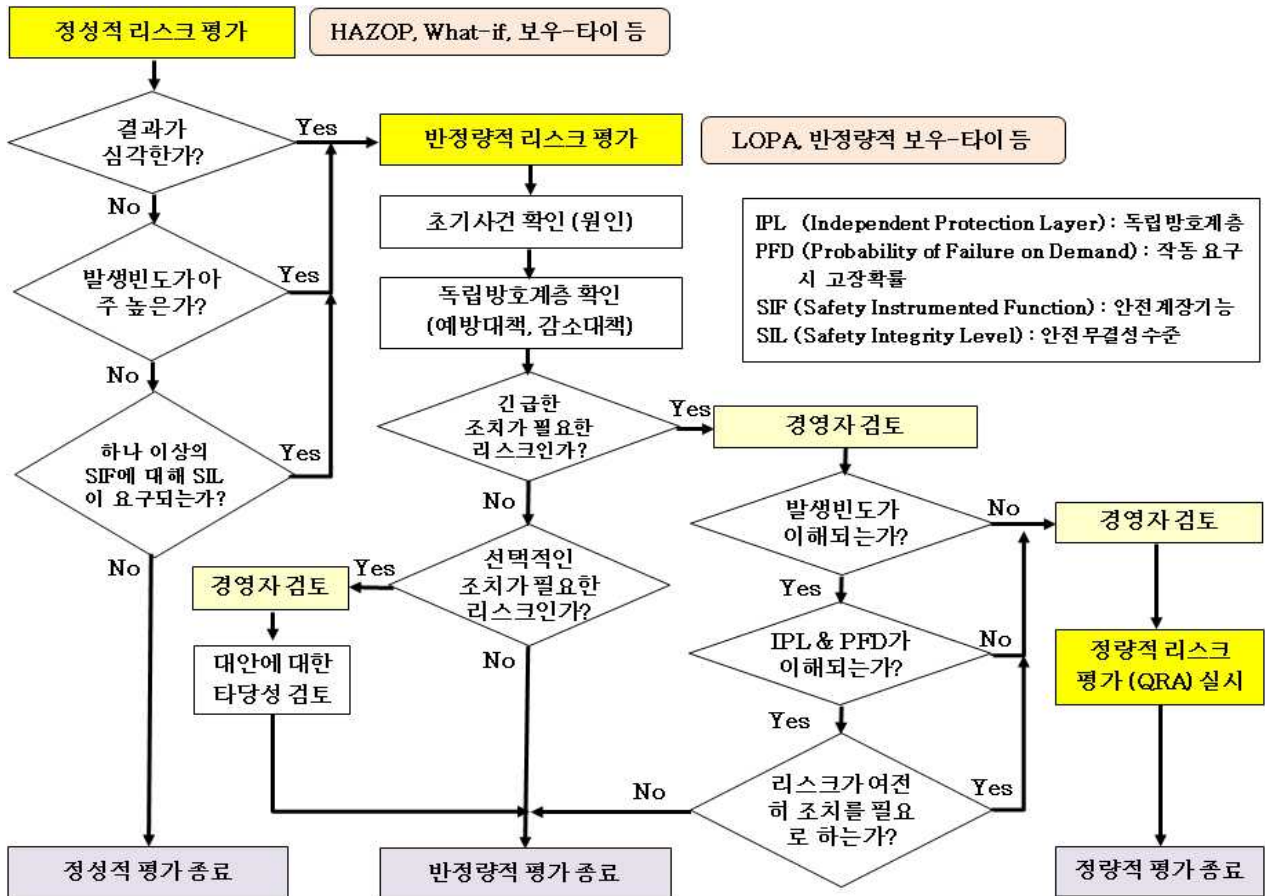 정성적 리스크 평가
HAZOP, What-if, 보우-타이 등
결과가
심각한가?
Yes
No
발생빈도가 아
주 높은가?
Yes
No
하나 이상의
SIF에 대해 SIL
이 요구되는가?
Yes
No
정성적 평가 종료
반정량적 리스크 평가
LOPA, 반정량적 보우-타이 등
초기사건 확인 (원인)
독립방호계층 확인
(예방대책, 감소대책)
IPL (Independent Protection Layer) : 독립방호계층
PFD (Probability of Failure on Demand) : 작동 요구
시 고장확률
SIF (Safety Instrumented Function) : 안전계장기능
SIL (Safety Integrity Level) : 안전무결성수준
긴급한
조치가 필요한
리스크인가?
Yes
No
경영자 검토
선택적인
조치가 필요한
리스크인가?
Yes
No
경영자 검토
대안에 대한
타당성 검토
반정량적 평가 종료
발생빈도가
이해되는가?
No
Yes
경영자 검토
IPL & PFD가
이해되는가?
No
Yes
정량적 리스크
평가 (QRA) 실시
리스크가 여전
히 조치를 필요
로 하는가?
No
Yes
정량적 평가 종료